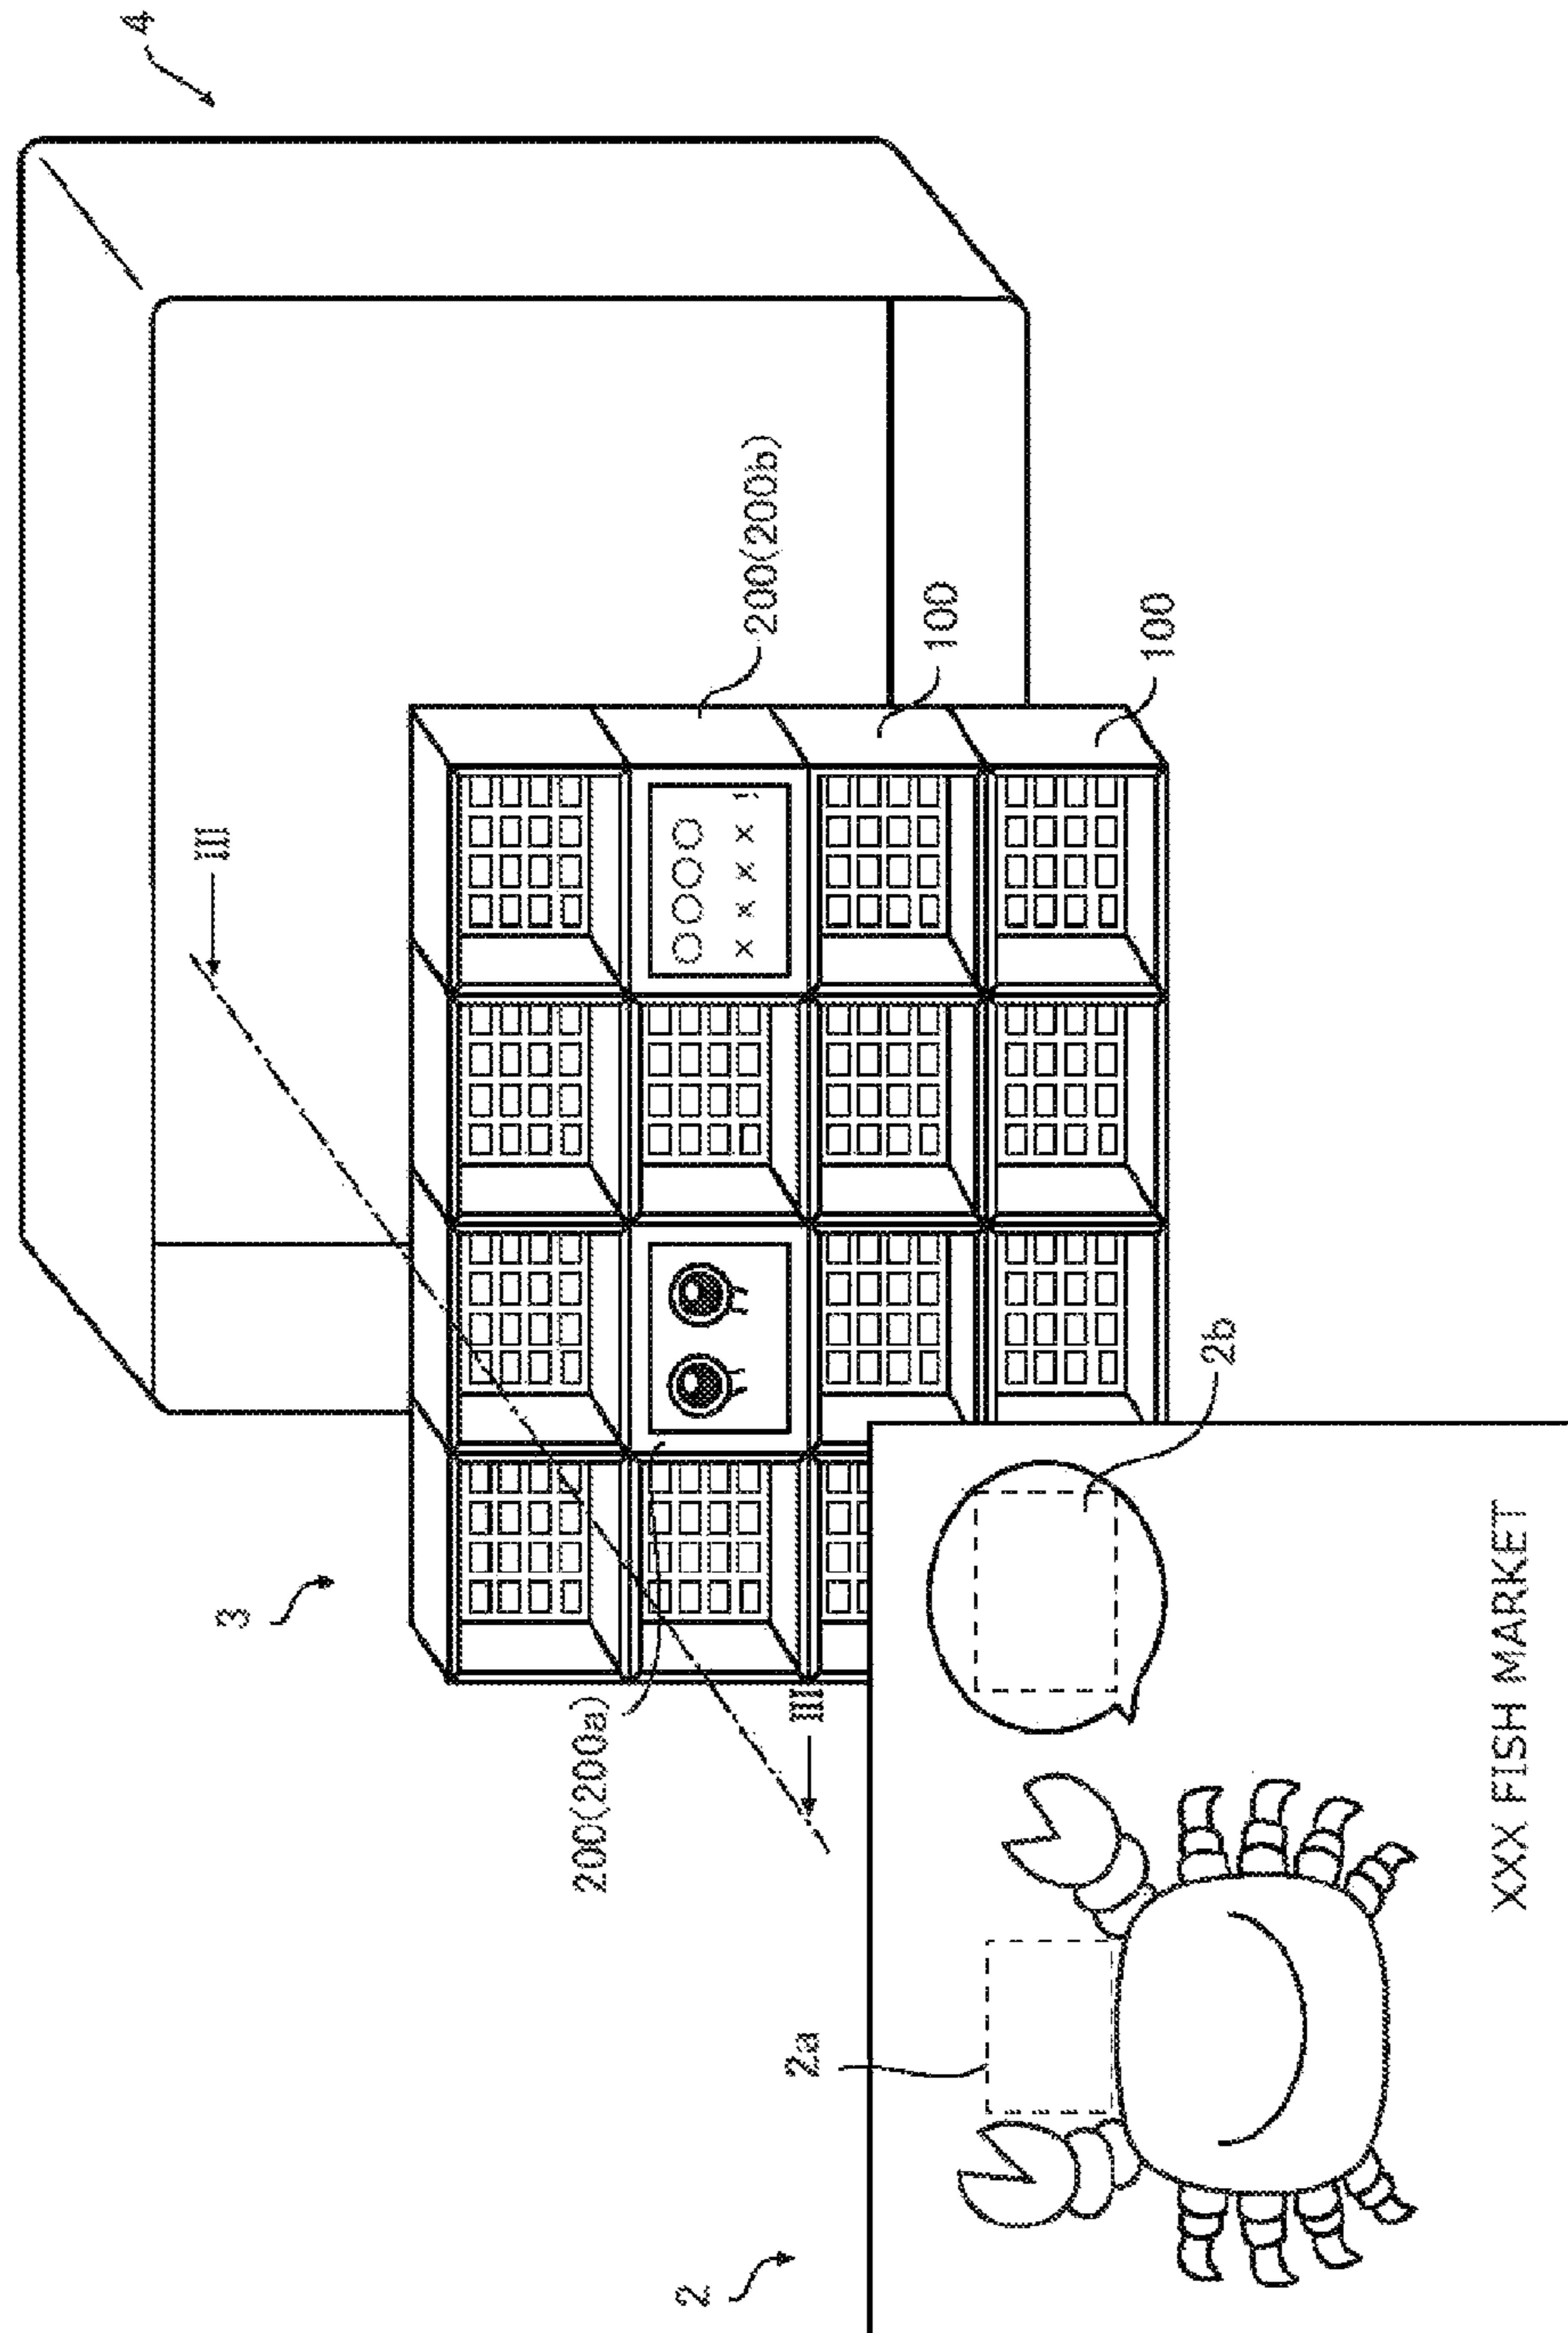 4
III
3
200(200a)
○○○○
××××!
200(200b)
2
III
2a
100
100
2b
XXX FISH MARKET